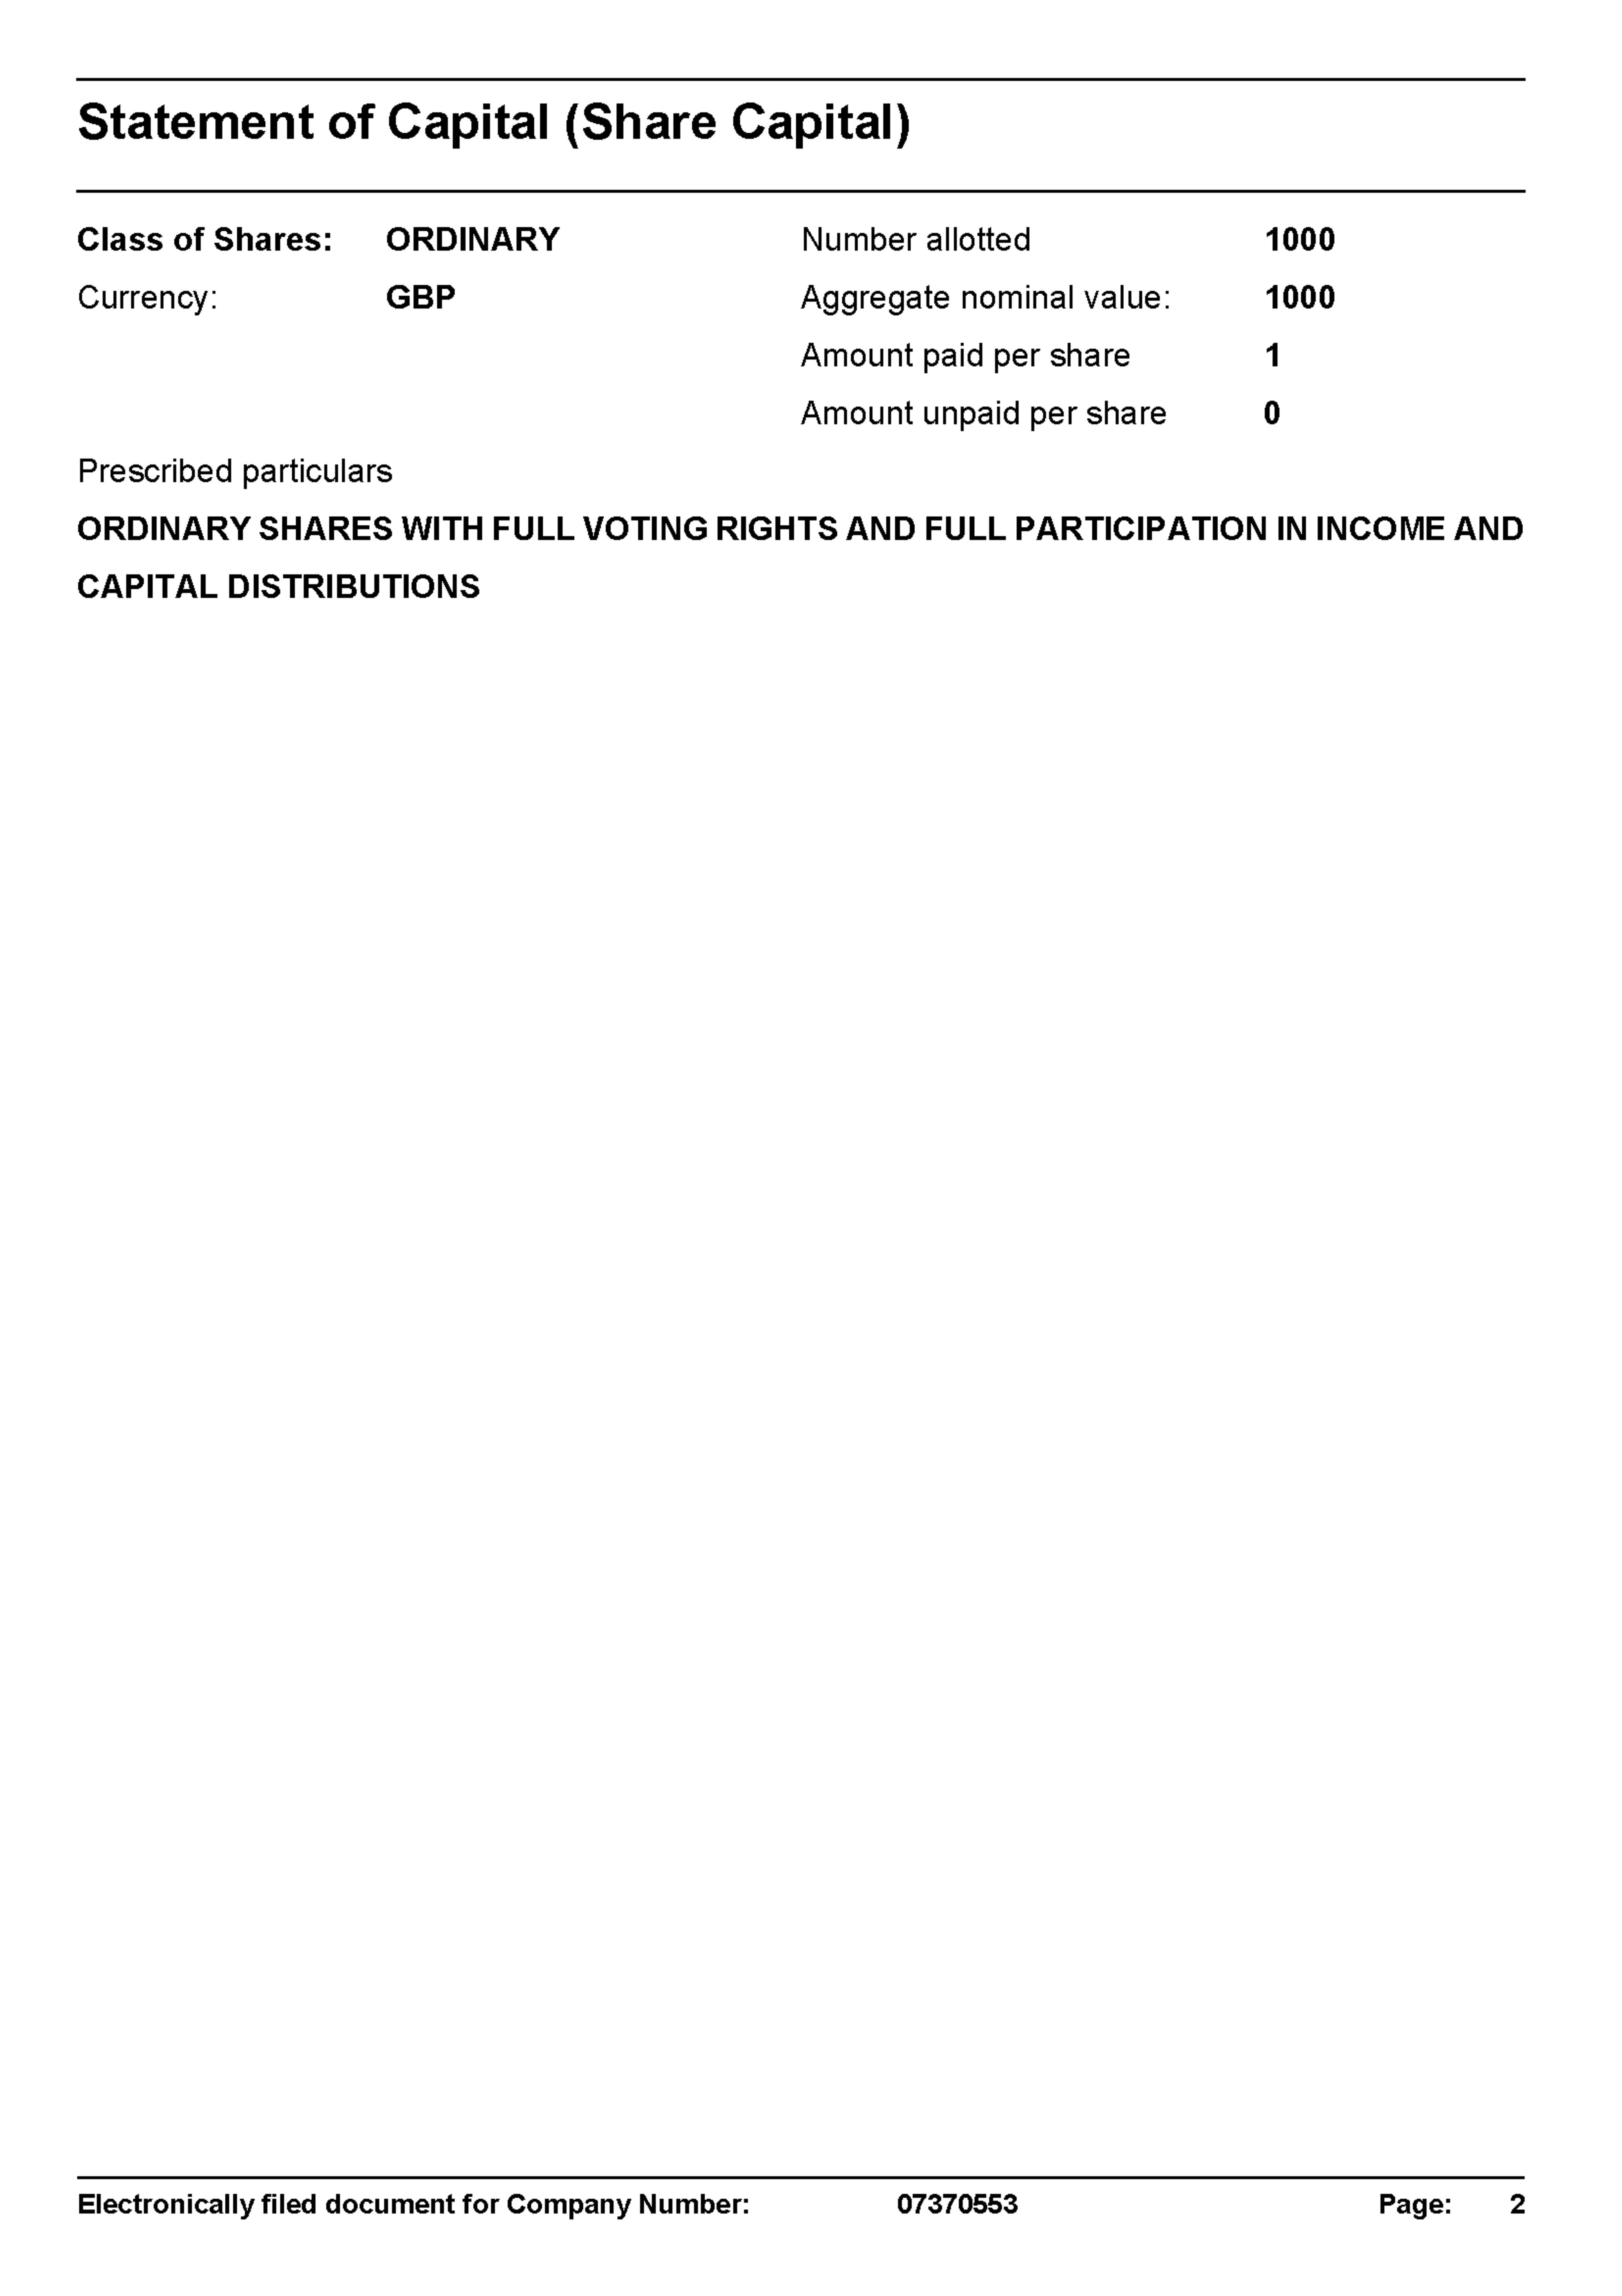 Statement of Capital (Share Capital)
Class of Shares: ORDINARY Number allotted 1000
Currency: GBP Aggregate nominal value: 1000
Amount paid per share 1
Amount unpaid per share 0
Prescribed particulars
ORDINARY SHARES WITH FULL VOTING RIGHTS AND FULL PARTICIPATION IN INCOME AND
CAPITAL DISTRIBUTIONS
Electronically filed document for Company Number: 07370553 Page: 2